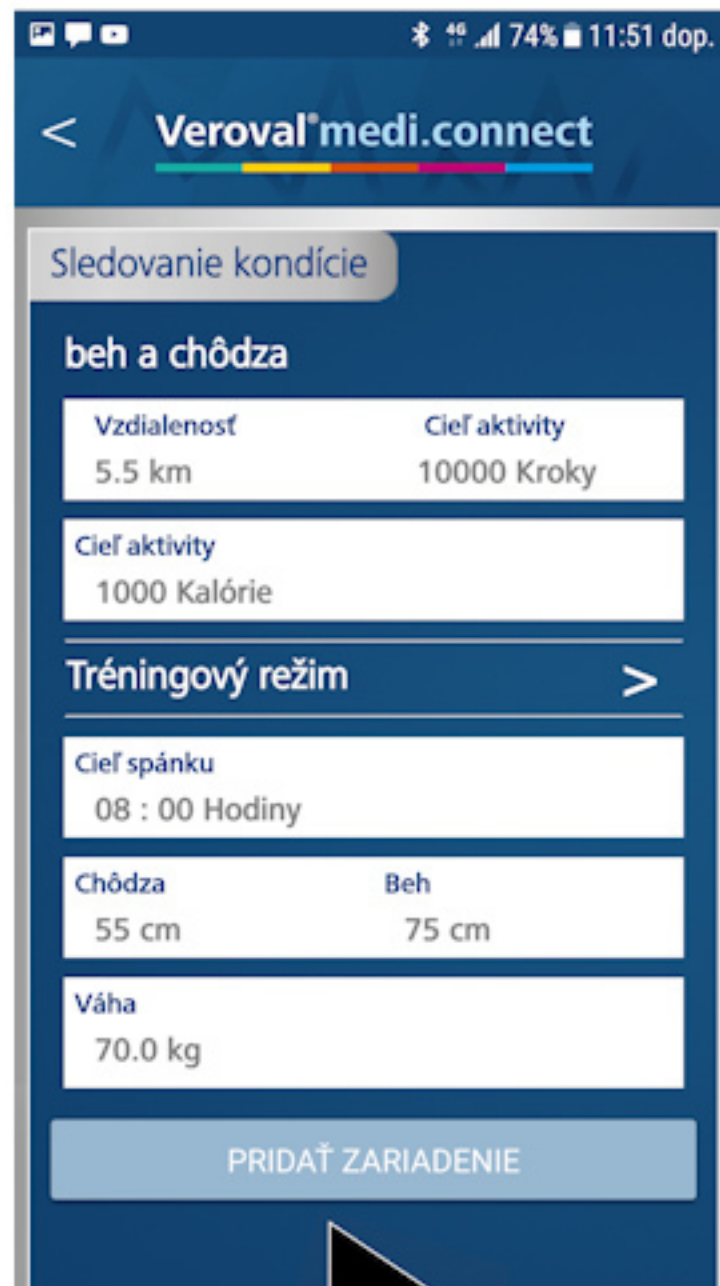 4G 74% 11:51 dop.
< Veroval®medi.connect
Sledovanie kondície
beh a chôdza
Vzdialenosť Cieľ aktivity
5.5 km 10000 Kroky
Cieľ aktivity
1000 Kalórie
Tréningový režim >
Cieľ spánku
08 : 00 Hodiny
Chôdza Beh
55 cm 75 cm
Váha
70.0 kg
PRIDAŤ ZARIADENIE